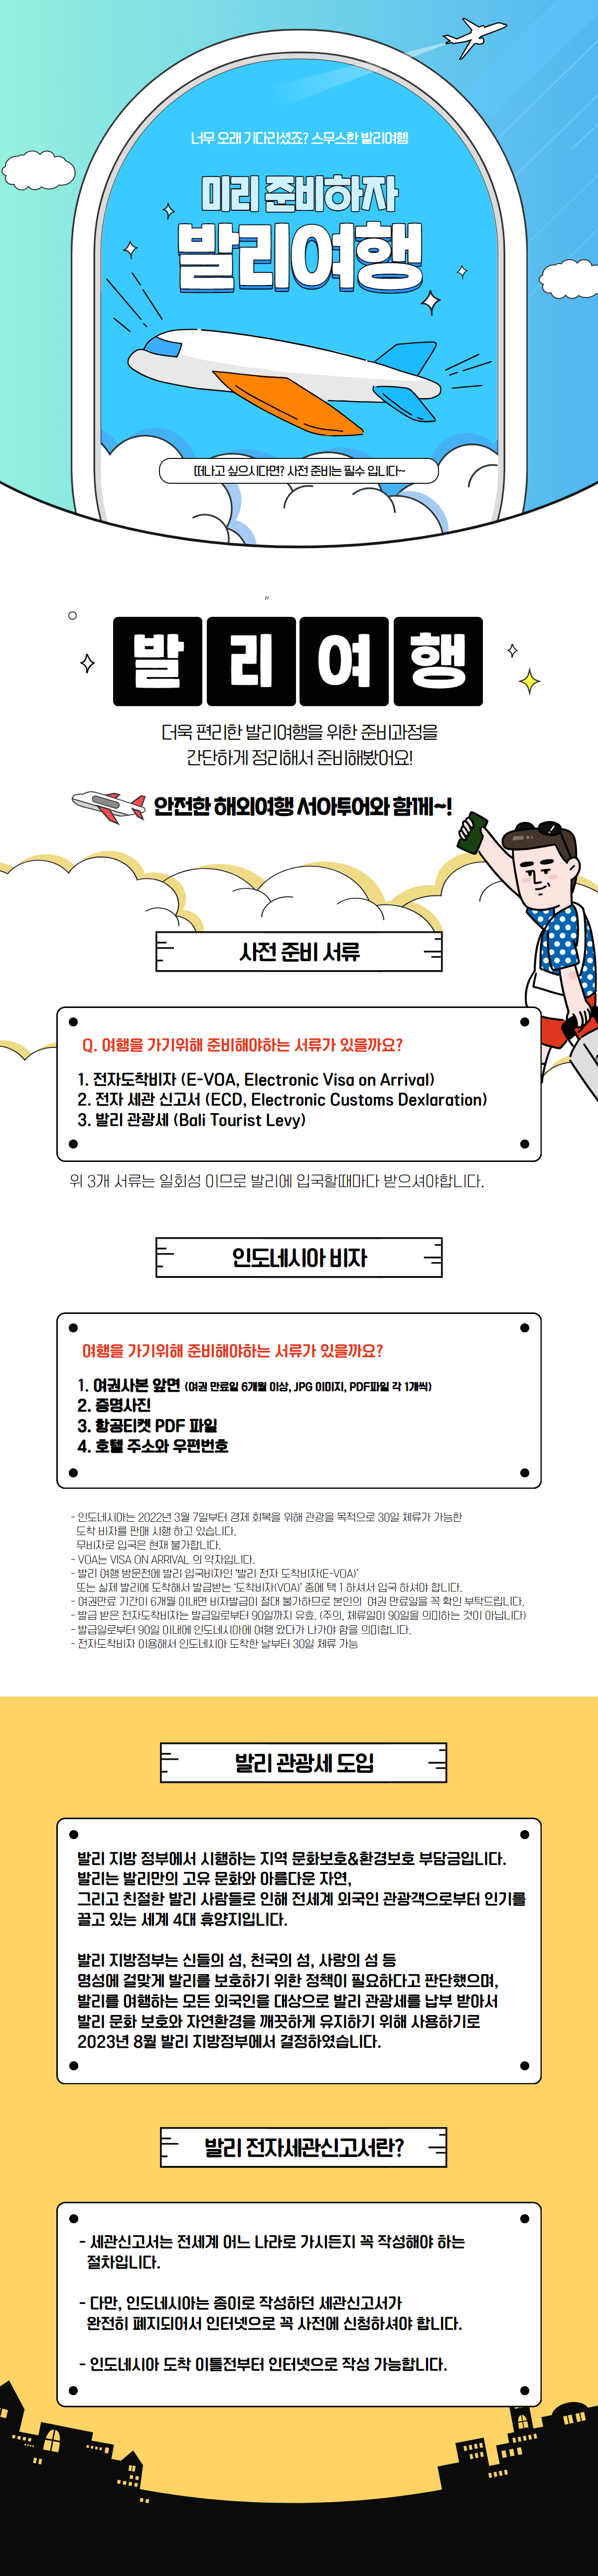 너무 오래 기다리셨죠? 스무스한 발리여행
미리 준비하자
발리여행
떠나고 싶으시다면? 사전 준비는 필수 입니다~
발리여행
더욱 편리한 발리여행을 위한 준비과정을
간단하게 정리해서 준비해봤어요!
안전한 해외여행 서아투어와 함께~!
사전 준비 서류
Q. 여행을 가기위해 준비해야하는 서류가 있을까요?
1. 전자도착비자 (E-VOA, Electronic Visa on Arrival)
2. 전자 세관 신고서 (ECD, Electronic Customs Dexlaration)
3. 발리 관광세 (Bali Tourist Levy)
위 3개 서류는 일회성 이므로 발리에 입국할때마다 받으셔야합니다.
인도네시아 비자
여행을 가기위해 준비해야하는 서류가 있을까요?
1. 여권사본 앞면 (여권 만료일 6개월 이상, JPG 이미지, PDF파일 각 1개씩)
2. 증명사진
3. 항공티켓 PDF 파일
4. 호텔 주소와 우편번호
- 인도네시아는 2022년 3월 7일부터 경제 회복을 위해 관광을 목적으로 30일 체류가 가능한
도착 비자를 판매 시행 하고 있습니다.
무비자로 입국은 현재 불가합니다.
- VOA는 VISA ON ARRIVAL 의 약자입니다.
- 발리 여행 방문전에 발리 입국비자인 '발리 전자 도착비자(E-VOA)'
또는 실제 발리에 도착해서 발급받는 '도착비자(VOA)' 중에 택 1 하셔서 입국 하셔야 합니다.
- 여권만료 기간이 6개월 이내면 비자발급이 절대 불가하므로 본인의 여권 만료일을 꼭 확인 부탁드립니다.
- 발급 받은 전자도착비자는 발급일로부터 90일까지 유효. (주의, 체류일이 90일을 의미하는 것이 아닙니다)
- 발급일로부터 90일 이내에 인도네시아에 여행 왔다가 나가야 함을 의미합니다.
- 전자도착비자 이용해서 인도네시아 도착한 날부터 30일 체류 가능
발리 관광세 도입
발리 지방 정부에서 시행하는 지역 문화보호&환경보호 부담금입니다.
발리는 발리만의 고유 문화와 아름다운 자연,
그리고 친절한 발리 사람들로 인해 전세계 외국인 관광객으로부터 인기를
끌고 있는 세계 4대 휴양지입니다.
발리 지방정부는 신들의 섬, 천국의 섬, 사랑의 섬 등
명성에 걸맞게 발리를 보호하기 위한 정책이 필요하다고 판단했으며,
발리를 여행하는 모든 외국인을 대상으로 발리 관광세를 납부 받아서
발리 문화 보호와 자연환경을 깨끗하게 유지하기 위해 사용하기로
2023년 8월 발리 지방정부에서 결정하였습니다.
발리 전자세관신고서란?
- 세관신고서는 전세계 어느 나라로 가시든지 꼭 작성해야 하는
절차입니다.
- 다만, 인도네시아는 종이로 작성하던 세관신고서가
완전히 폐지되어서 인터넷으로 꼭 사전에 신청하셔야 합니다.
- 인도네시아 도착 이틀전부터 인터넷으로 작성 가능합니다.